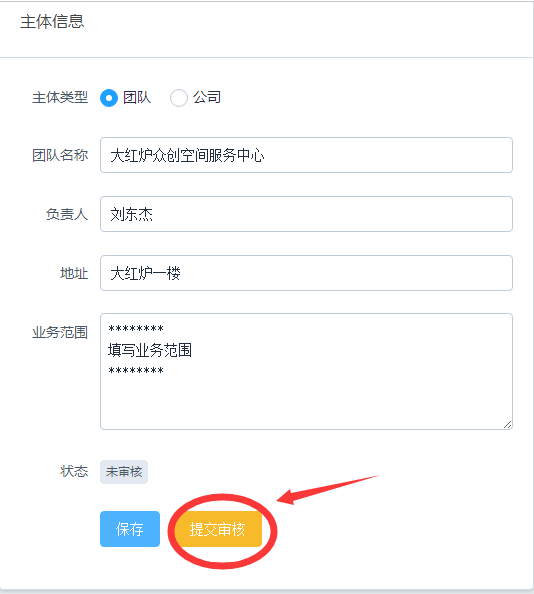 主体信息
主体类型 团队 公司
团队名称 大红炉众创空间服务中心
负责人 刘东杰
地址 大红炉一楼
业务范围 ********
填写业务范围
********
状态 未审核
保存 提交审核